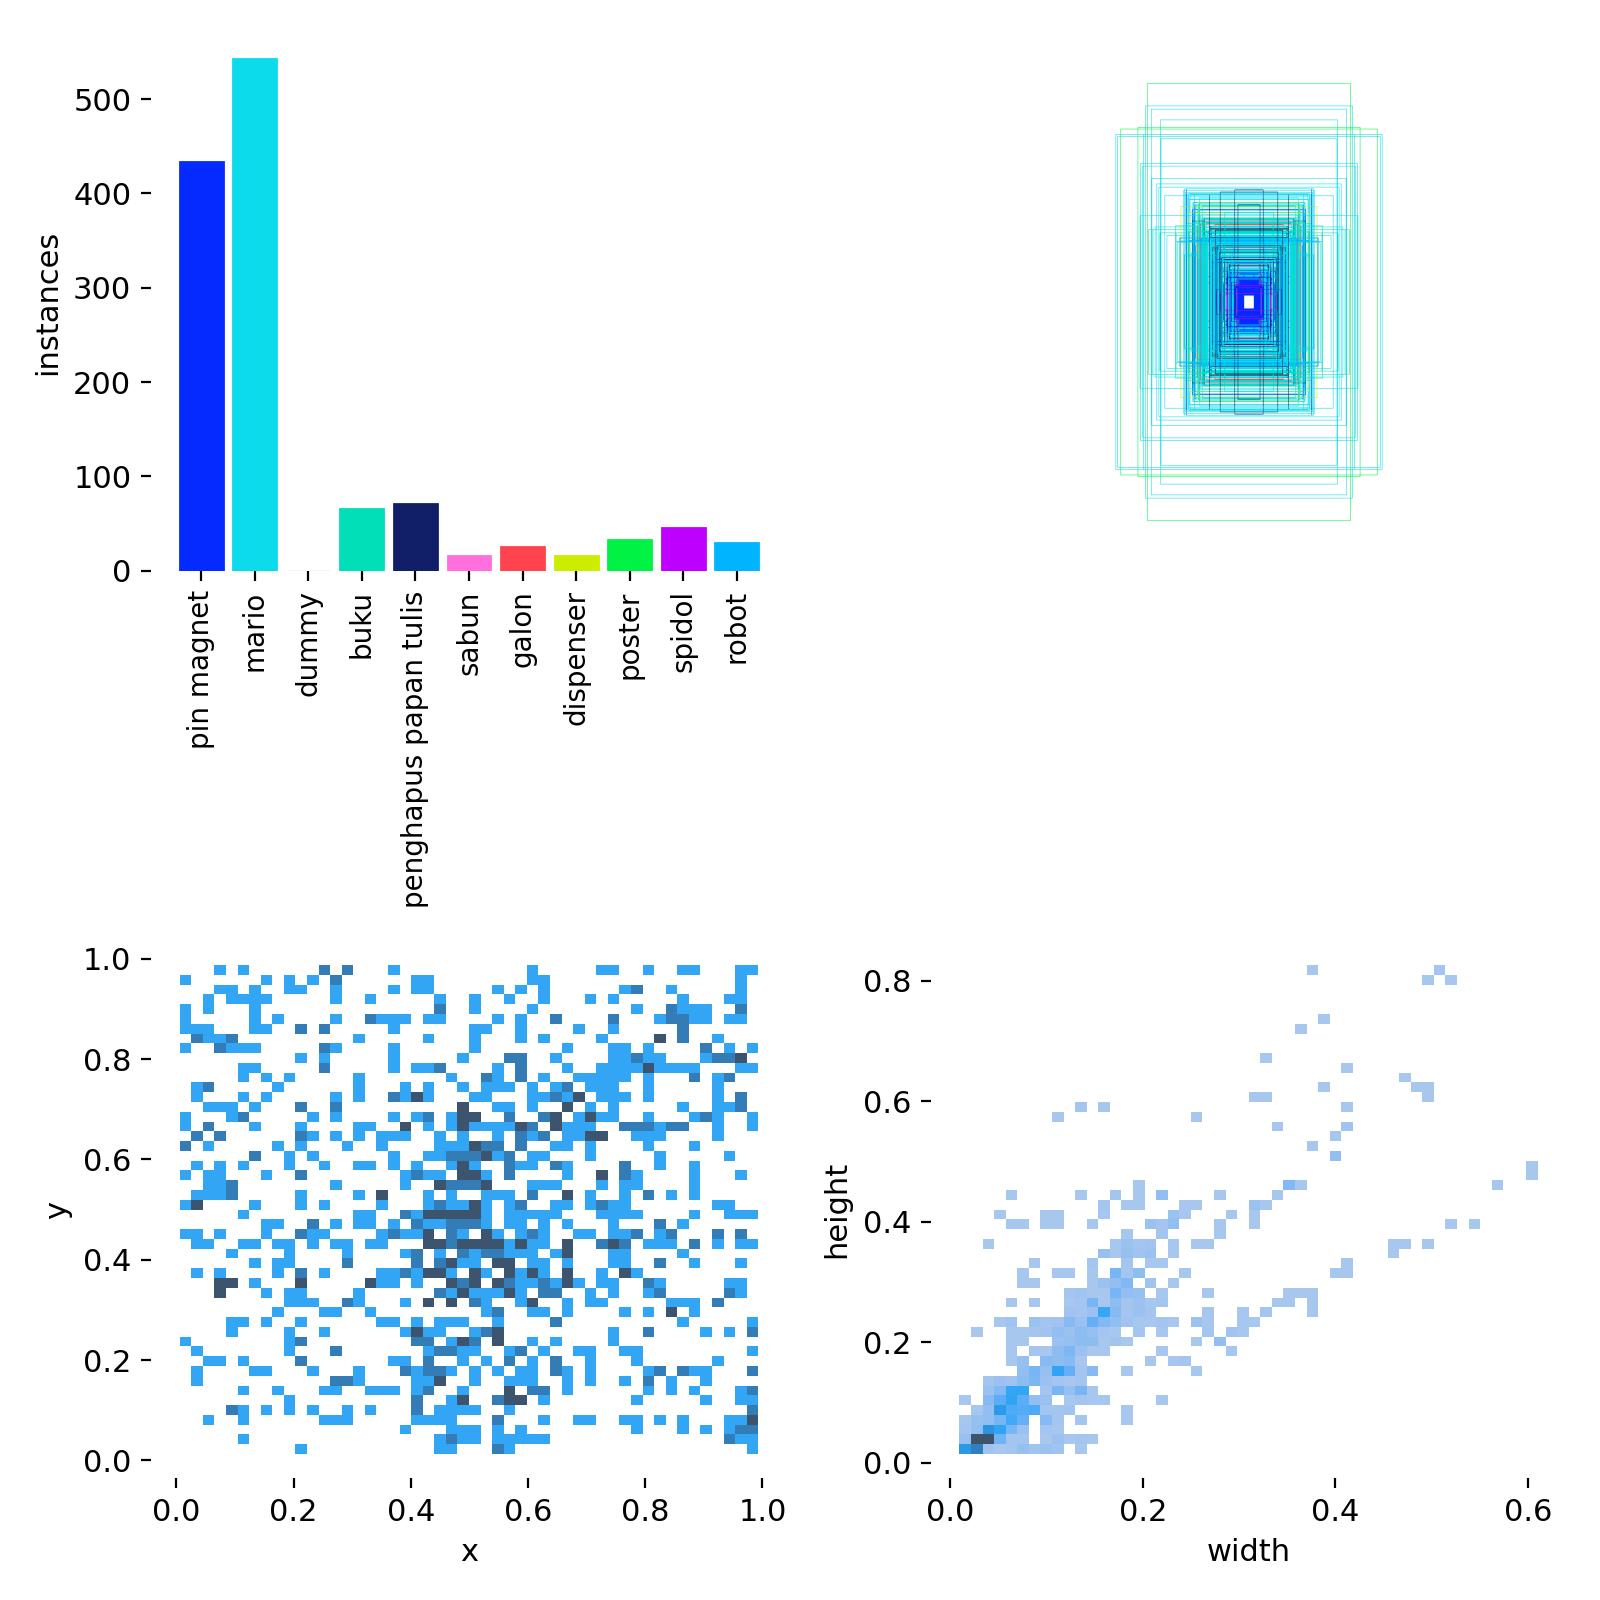 500
400
300
200
100
0
instances
pin magnet
mario
dummy
buku
penghapus papan tulis
sabun
galon
dispenser
poster
spidol
robot
1.0
0.8
0.6
0.4
0.2
0.0
y
0.0 0.2 0.4 0.6 0.8 1.0
x
0.8
0.6
0.4
0.2
0.0
height
0.0 0.2 0.4 0.6
width